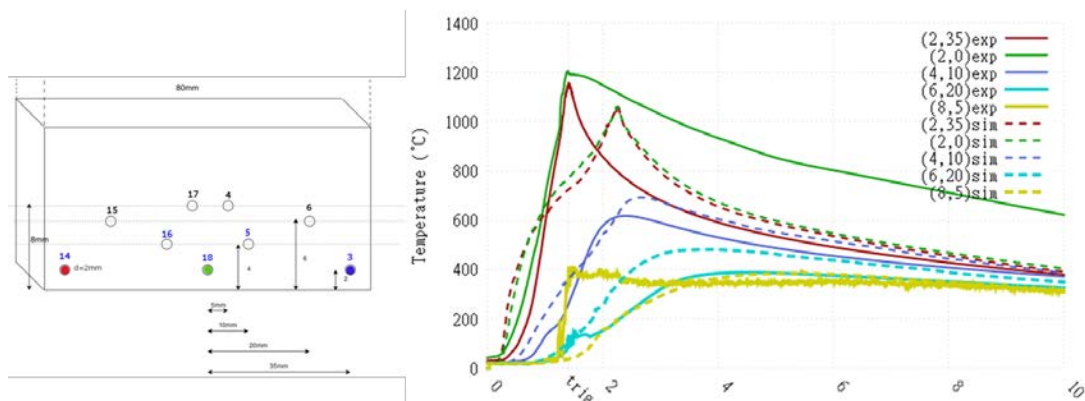 80mm
17
4
15
6
16
5
8mm
14
d=2mm
18
3
4
6
2
5mm
10mm
20mm
35mm
1400
1200
1000
800
600
400
200
0
Temperature (°C)
(2,35)exp
(2,0)exp
(4,10)exp
(6,20)exp
(8,5)exp
(2,35)sim
(2,0)sim
(4,10)sim
(6,20)sim
(8,5)sim
0
2
4
6
8
10